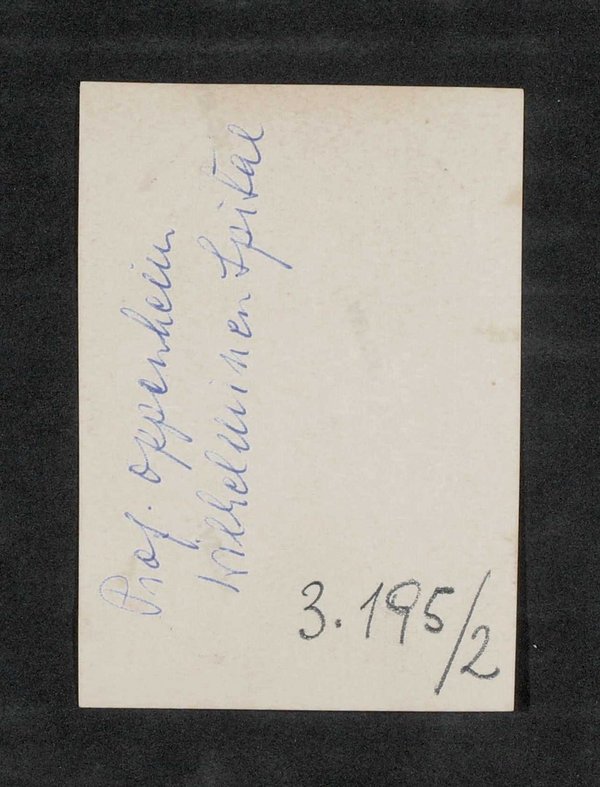 Prof. Oppenheim
Wilhelminen Spital
3.195/2